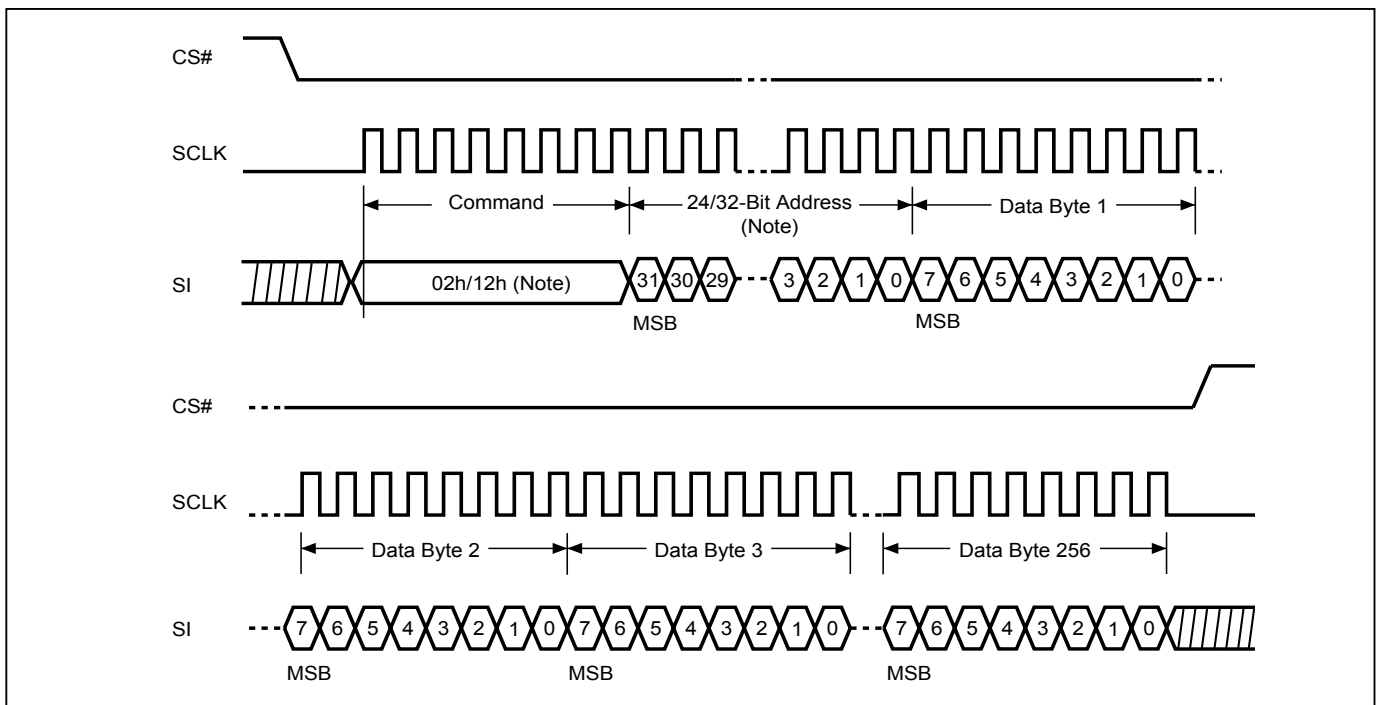 CS#
SCLK
Command
24/32-Bit Address
(Note)
Data Byte 1
SI
02h/12h (Note)
31 30 29 3 2 1 0 7 6 5 4 3 2 1 0
MSB
MSB
CS#
SCLK
Data Byte 2
Data Byte 3
Data Byte 256
SI
7 6 5 4 3 2 1 0 7 6 5 4 3 2 1 0 7 6 5 4 3 2 1 0
MSB
MSB
MSB